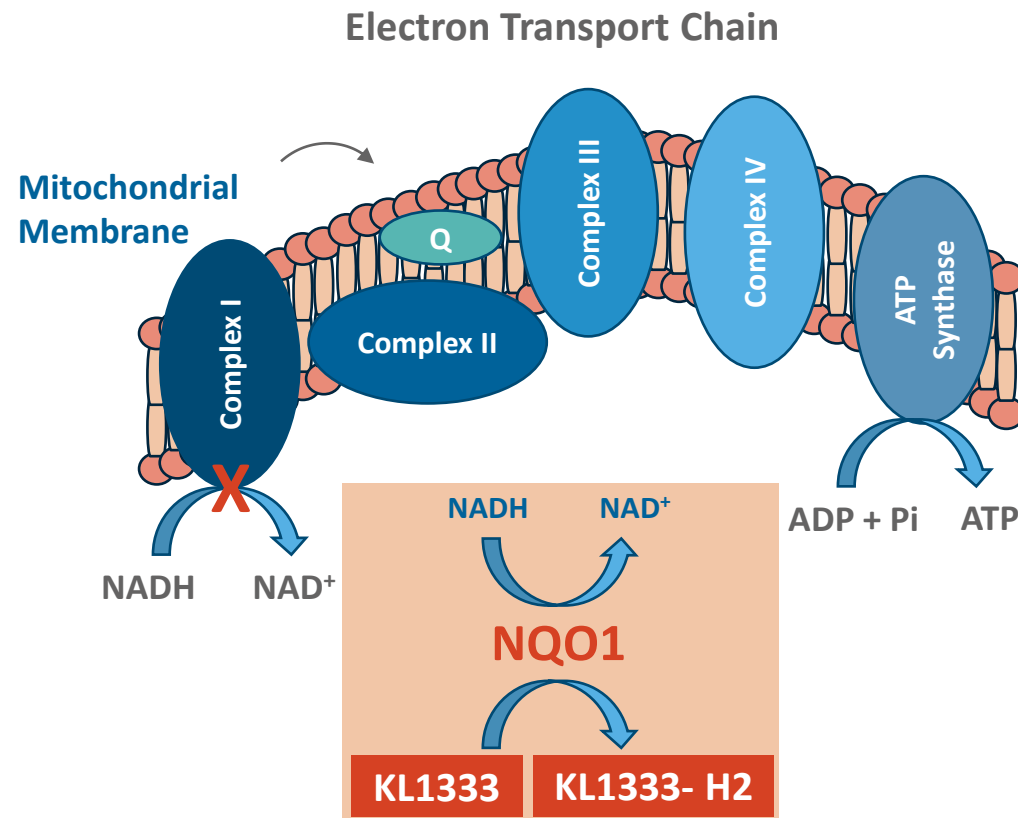 Electron Transport Chain
Mitochondrial
Membrane
Complex I
Q
Complex II
Complex III
Complex IV
ATP
Synthase
X
NADH
NAD⁺
NADH
NAD⁺
NQO1
KL1333
KL1333- H2
ADP + Pi
ATP